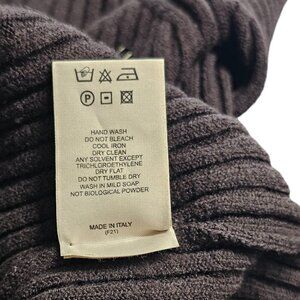 HAND WASH
DO NOT BLEACH
COOL IRON
DRY CLEAN
ANY SOLVENT EXCEPT
TRICHLOROETHYLENE
DRY FLAT
DO NOT TUMBLE DRY
WASH IN MILD SOAP
NOT BIOLOGICAL POWDER
MADE IN ITALY
(F21)